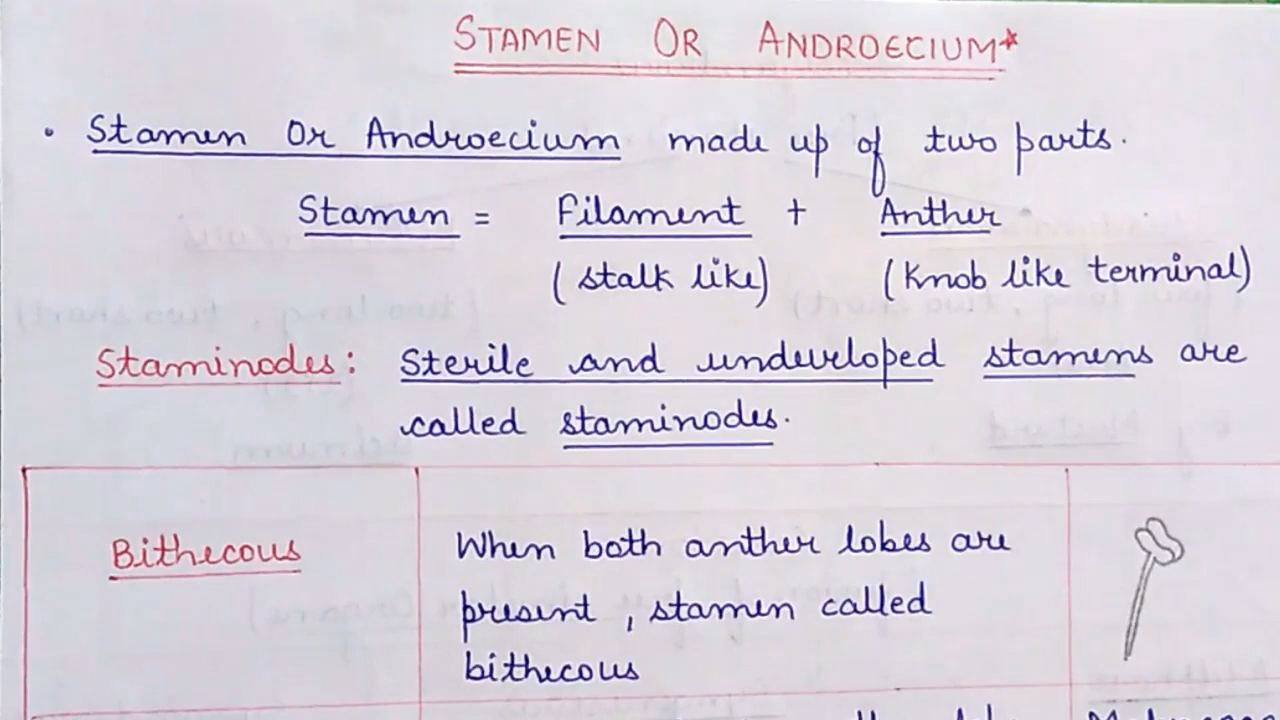 STAMEN OR ANDROECIUM*
• Stamen Or Androecium made up of two parts.
Stamen = Filament + Anther
(stalk like) (Knob like terminal)
Staminodes: Sterile and undeveloped stamens are
called staminodes.
Bithecous
When both anther lobes are
present, stamen called
bithecous